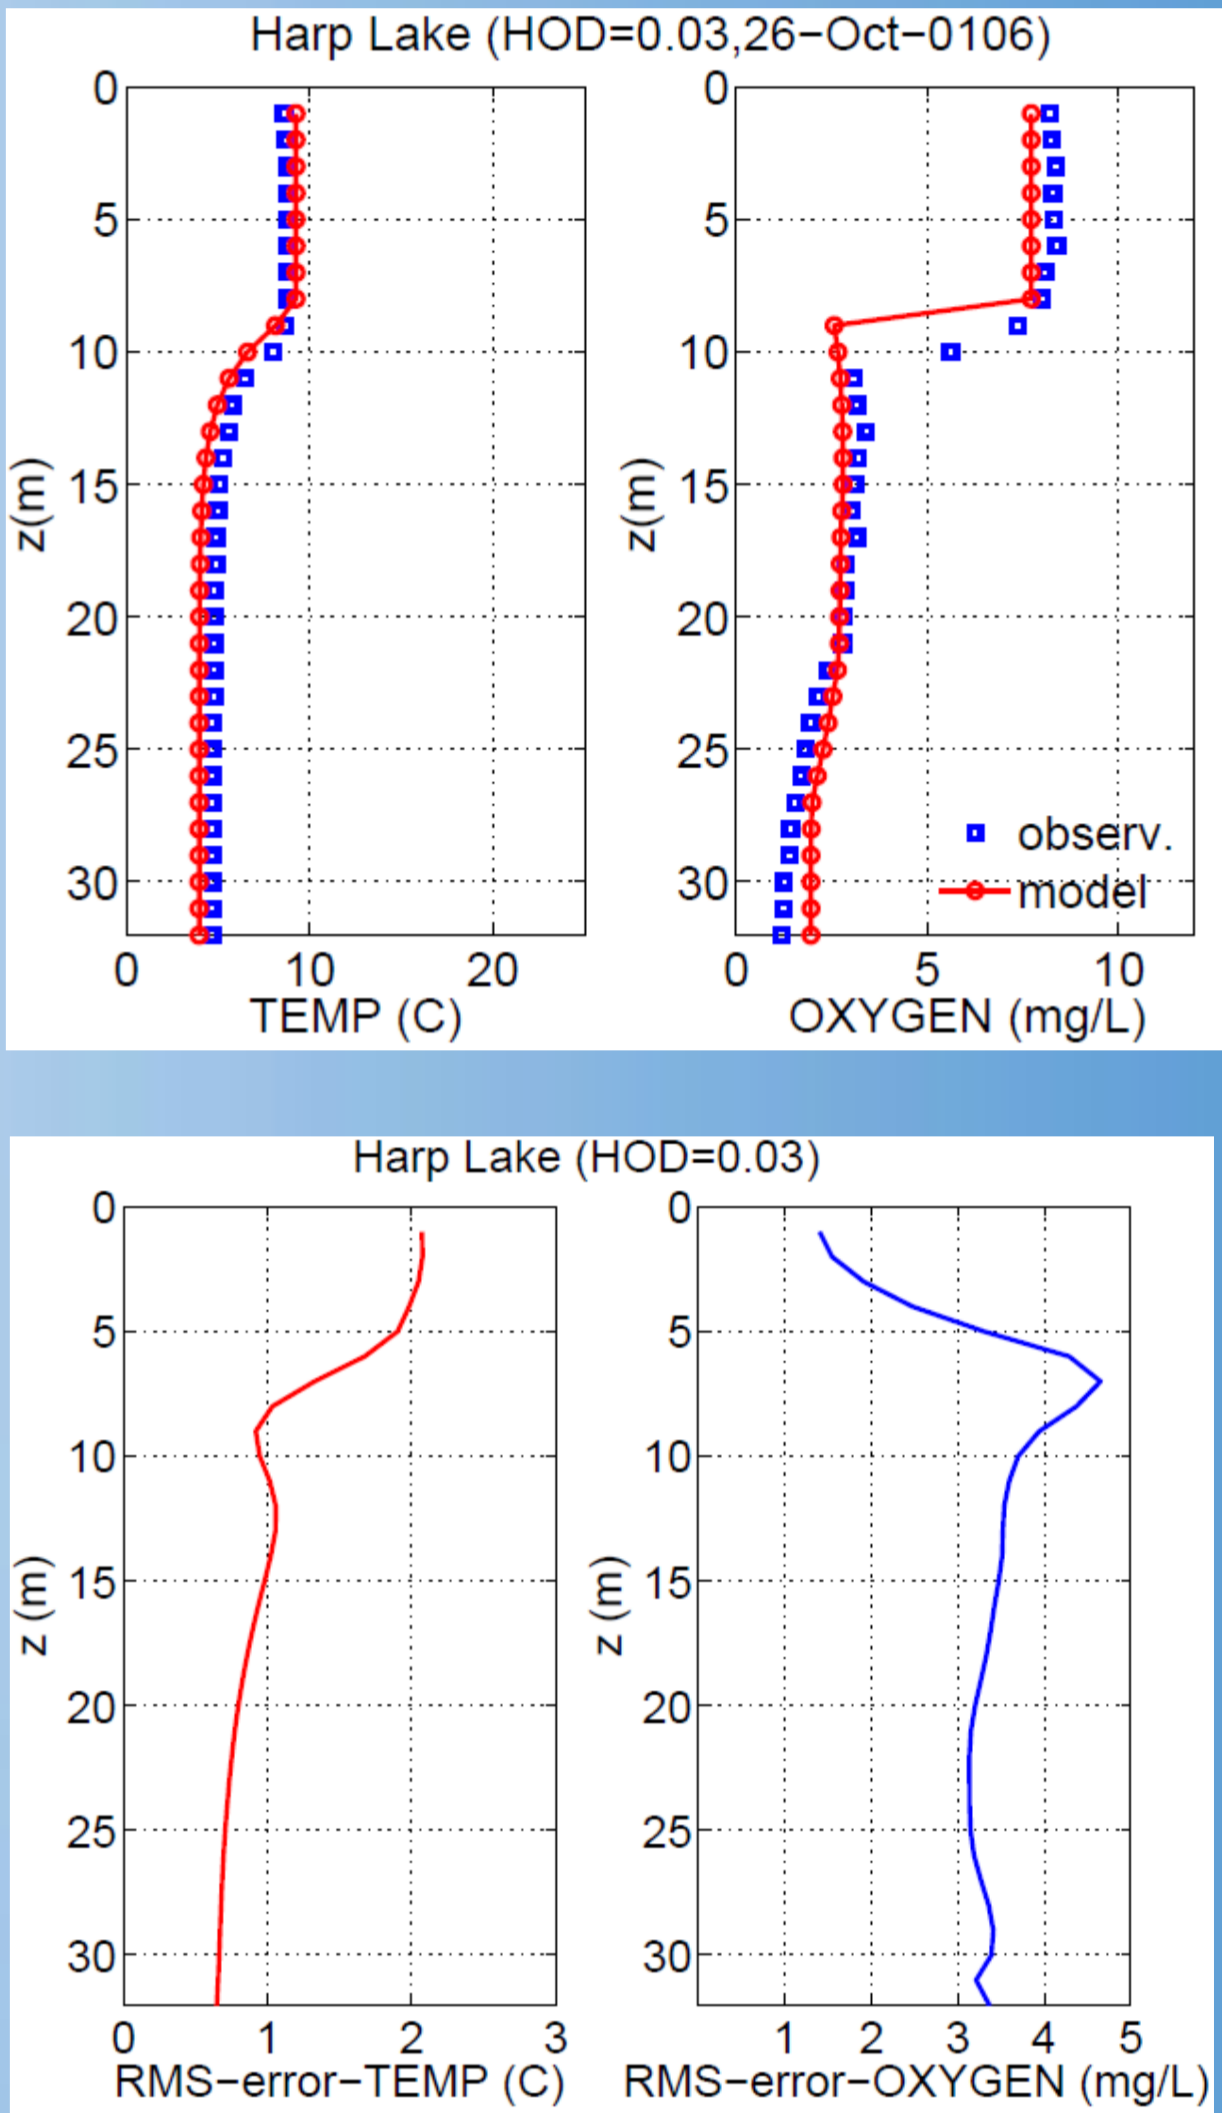 Harp Lake (HOD=0.03,26−Oct−0106)
0
5
10
15
20
25
30
z(m)
0 10 20
TEMP (C)
0
5
10
15
20
25
30
z(m)
observ.
model
0 5 10
OXYGEN (mg/L)
Harp Lake (HOD=0.03)
0
5
10
15
20
25
30
z (m)
0 1 2 3
RMS−error−TEMP (C)
0
5
10
15
20
25
30
z (m)
1 2 3 4 5
RMS−error−OXYGEN (mg/L)